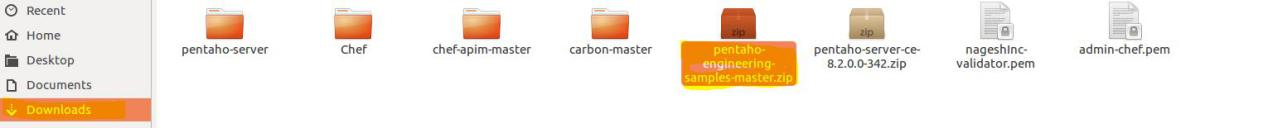 Recent
Home
Desktop
Documents
Downloads
pentaho-server
Chef
chef-apim-master
carbon-master
zip
pentaho-
engineering-
samples-master.zip
zip
pentaho-server-ce-
8.2.0.0-342.zip
nageshInc-
validator.pem
admin-chef.pem